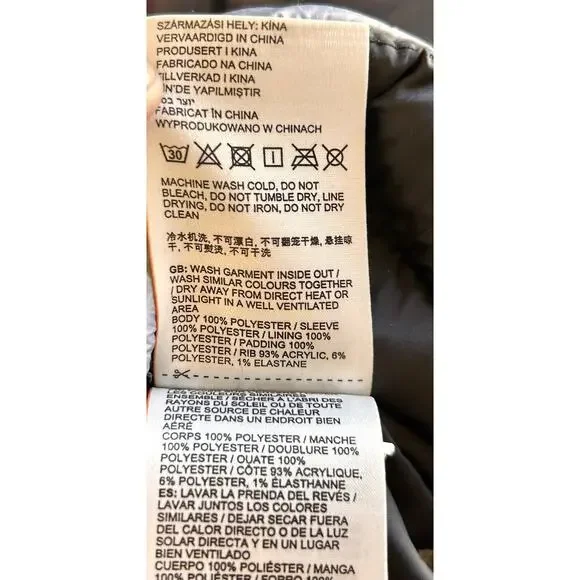 SZÁRMAZÁSI HELY: KÍNA
VERVAARDIGD IN CHINA
PRODUSERT I KINA
FABRICADO NA CHINA
TILLVERKAD I KINA
ÇİN'DE YAPILMIŞTIR
FABRICAT ÎN CHINA
WYPRODUKOWANO W CHINACH
30
MACHINE WASH COLD, DO NOT
BLEACH, DO NOT TUMBLE DRY, LINE
DRYING, DO NOT IRON, DO NOT DRY
CLEAN
冷水机洗, 不可漂白, 不可翻笼干燥, 悬挂晾
干, 不可熨烫, 不可干洗
GB: WASH GARMENT INSIDE OUT /
WASH SIMILAR COLOURS TOGETHER
/ DRY AWAY FROM DIRECT HEAT OR
SUNLIGHT IN A WELL VENTILATED
AREA
BODY 100% POLYESTER / SLEEVE
100% POLYESTER / LINING 100%
POLYESTER / PADDING 100%
POLYESTER / RIB 93% ACRYLIC, 6%
POLYESTER, 1% ELASTANE
LES COULEURS SIMILAIRES
ENSEMBLE / SÉCHER À L'ABRI DES
RAYONS DU SOLEIL OU DE TOUTE
AUTRE SOURCE DE CHALEUR
DIRECTE DANS UN ENDROIT BIEN
AÉRÉ
CORPS 100% POLYESTER / MANCHE
100% POLYESTER / DOUBLURE 100%
POLYESTER / OUATE 100%
POLYESTER / CÔTE 93% ACRYLIQUE,
6% POLYESTER, 1% ÉLASTHANNE
ES: LAVAR LA PRENDA DEL REVÉS /
LAVAR JUNTOS LOS COLORES
SIMILARES / DEJAR SECAR FUERA
DEL CALOR DIRECTO O DE LA LUZ
SOLAR DIRECTA Y EN UN LUGAR
BIEN VENTILADO
CUERPO 100% POLIÉSTER / MANGA
100% POLIÉSTER / FORRO 100%